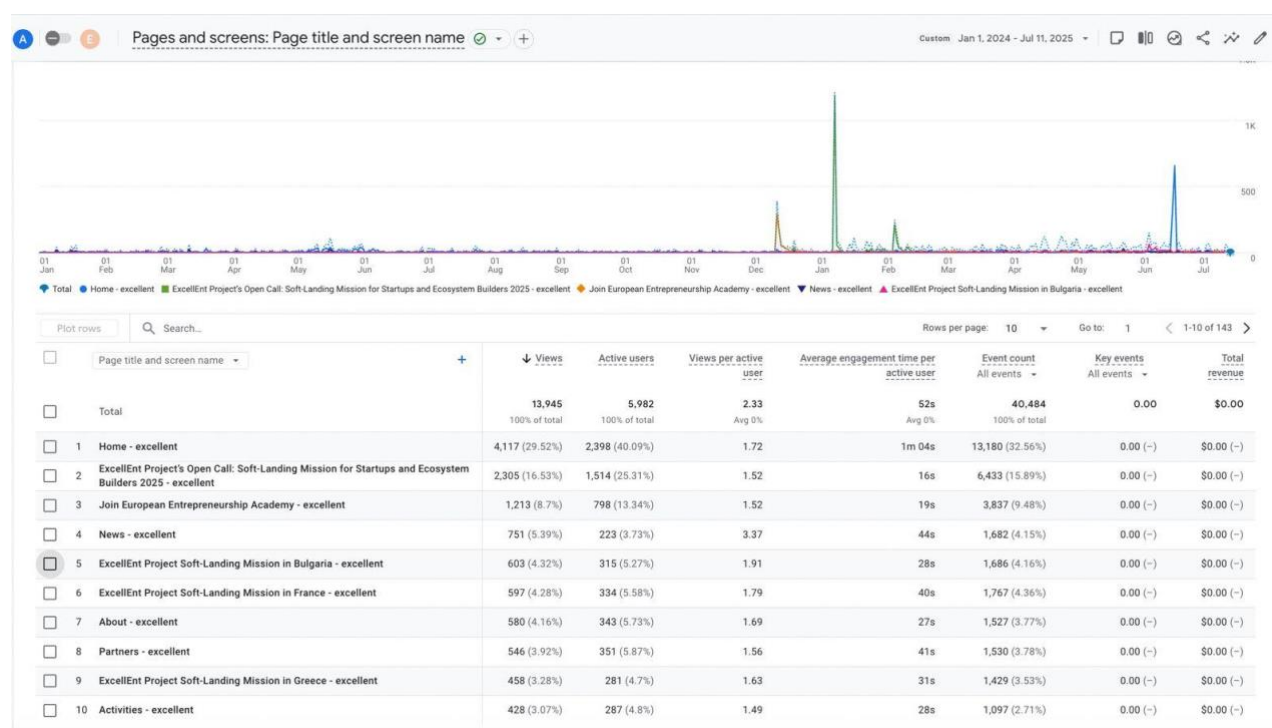 A E Pages and screens: Page title and screen name Custom Jan 1, 2024 - Jul 11, 2025
1K
500
0
01 01 01 01 01 01 01 01 01 01 01 01 01 01 01 01 01 01 01
Jan Feb Mar Apr May Jun Jul Aug Sep Oct Nov Dec Jan Feb Mar Apr May Jun Jul
Total Home - excellent ExcellEnt Project's Open Call: Soft-Landing Mission for Startups and Ecosystem Builders 2025 - excellent Join European Entrepreneurship Academy - excellent News - excellent ExcellEnt Project Soft-Landing Mission in Bulgaria - excellent
Plot rows Search... Rows per page: 10 Go to: 1 1-10 of 143
Page title and screen name + Views Active users Views per active user Average engagement time per active user Event count All events Key events All events Total revenue
Total 13,945 5,982 2.33 52s 40,484 0.00 $0.00
100% of total 100% of total Avg 0% Avg 0% 100% of total
1 Home - excellent 4,117 (29.52%) 2,398 (40.09%) 1.72 1m 04s 13,180 (32.56%) 0.00 (–) $0.00 (–)
2 ExcellEnt Project's Open Call: Soft-Landing Mission for Startups and Ecosystem
Builders 2025 - excellent 2,305 (16.53%) 1,514 (25.31%) 1.52 16s 6,433 (15.89%) 0.00 (–) $0.00 (–)
3 Join European Entrepreneurship Academy - excellent 1,213 (8.7%) 798 (13.34%) 1.52 19s 3,837 (9.48%) 0.00 (–) $0.00 (–)
4 News - excellent 751 (5.39%) 223 (3.73%) 3.37 44s 1,682 (4.15%) 0.00 (–) $0.00 (–)
5 ExcellEnt Project Soft-Landing Mission in Bulgaria - excellent 603 (4.32%) 315 (5.27%) 1.91 28s 1,686 (4.16%) 0.00 (–) $0.00 (–)
6 ExcellEnt Project Soft-Landing Mission in France - excellent 597 (4.28%) 334 (5.58%) 1.79 40s 1,767 (4.36%) 0.00 (–) $0.00 (–)
7 About - excellent 580 (4.16%) 343 (5.73%) 1.69 27s 1,527 (3.77%) 0.00 (–) $0.00 (–)
8 Partners - excellent 546 (3.92%) 351 (5.87%) 1.56 41s 1,530 (3.78%) 0.00 (–) $0.00 (–)
9 ExcellEnt Project Soft-Landing Mission in Greece - excellent 458 (3.28%) 281 (4.7%) 1.63 31s 1,429 (3.53%) 0.00 (–) $0.00 (–)
10 Activities - excellent 428 (3.07%) 287 (4.8%) 1.49 28s 1,097 (2.71%) 0.00 (–) $0.00 (–)